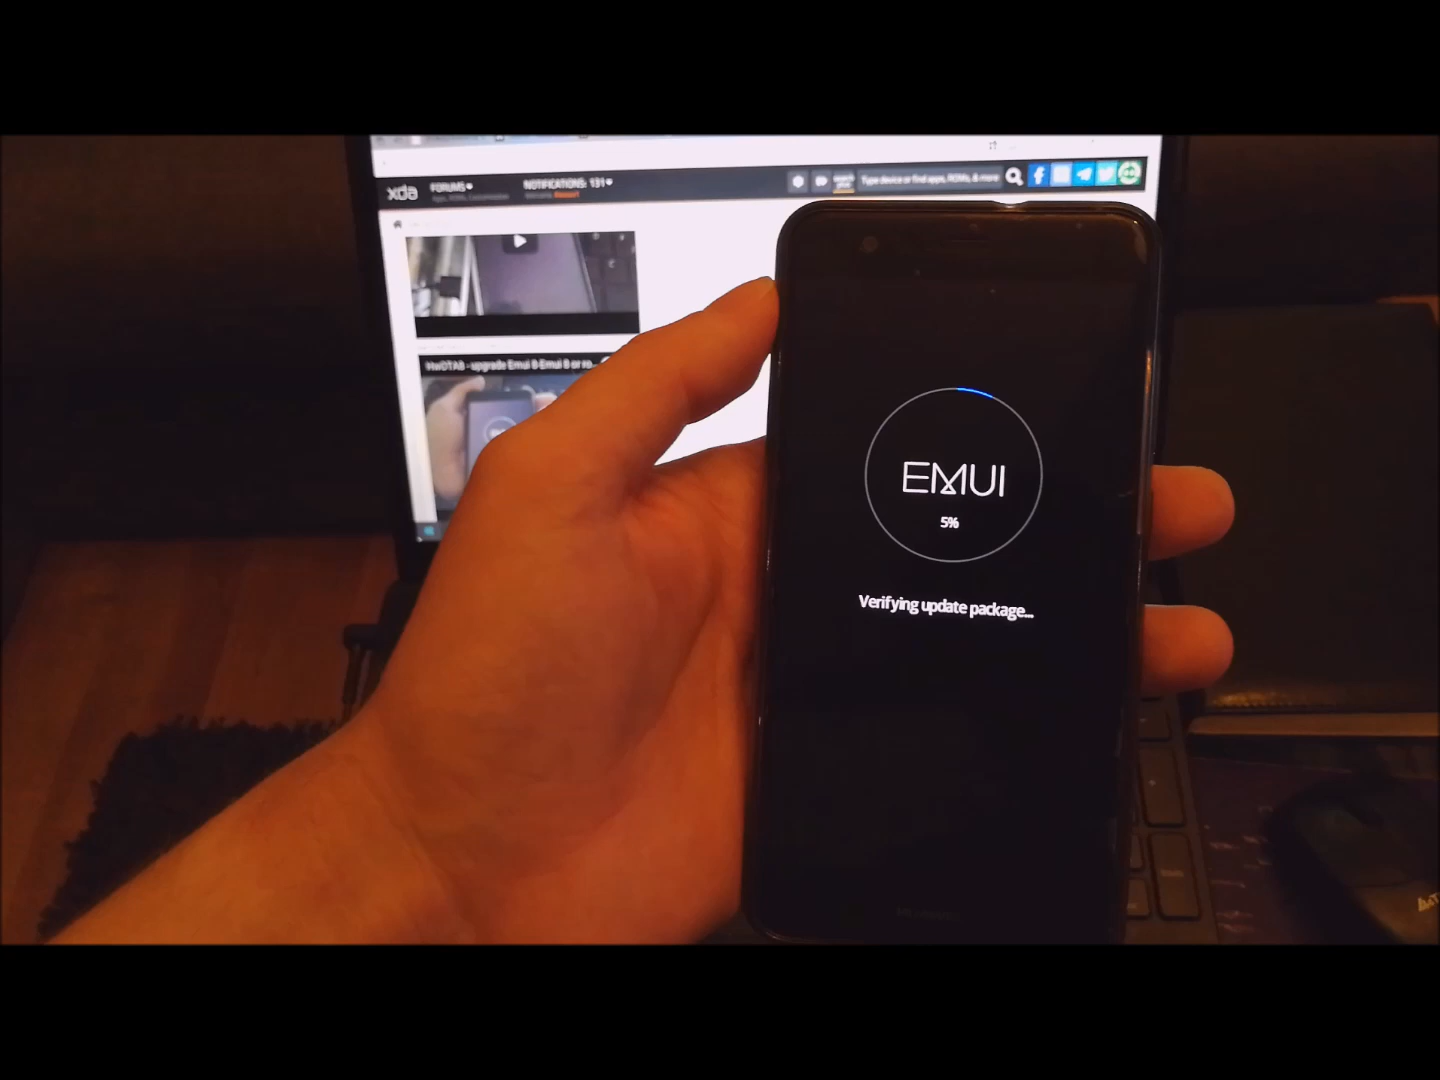 xda
FORUMS
NOTIFICATIONS: 131
Type device or find apps, ROMs, & more
HwOTA8 - upgrade Emui 8-Emui 8 or ro...
EMUI
5%
Verifying update package...
HUAWEI